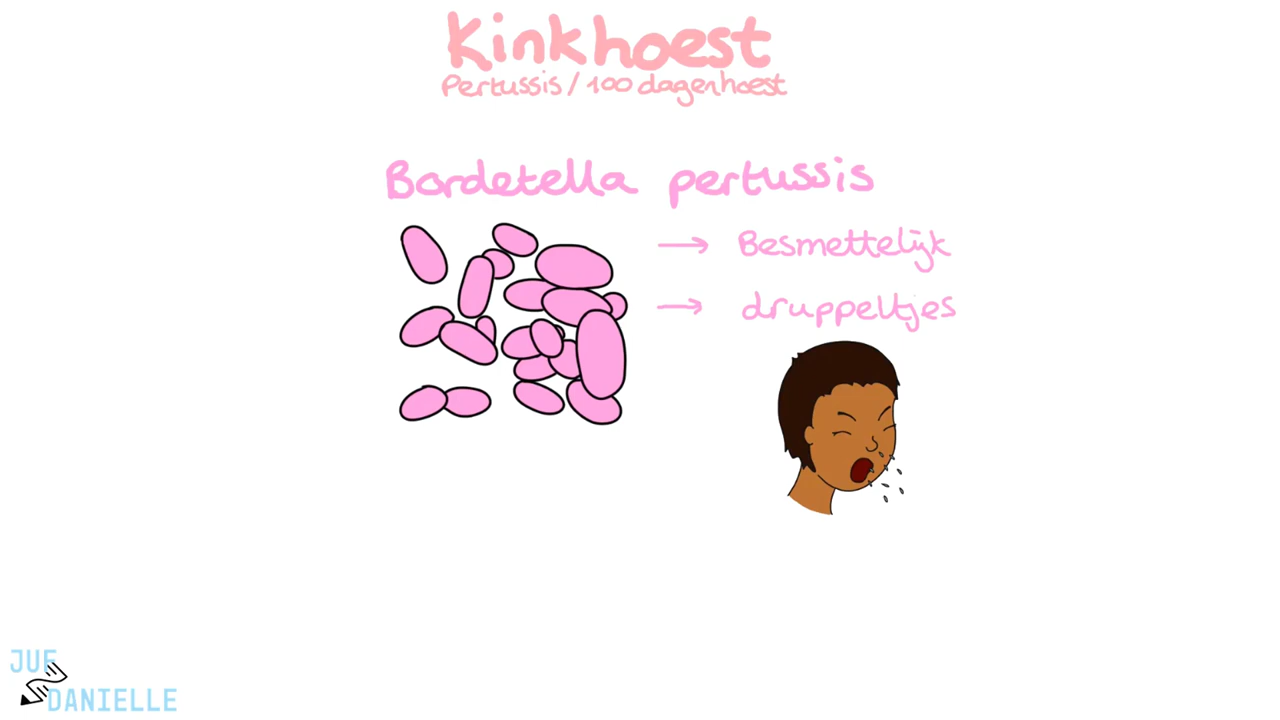 Kinkhoest
Pertussis / 100 dagenhoest
Bordetella pertussis
→ Besmettelijk
→ druppeltjes
JUF
DANIELLE